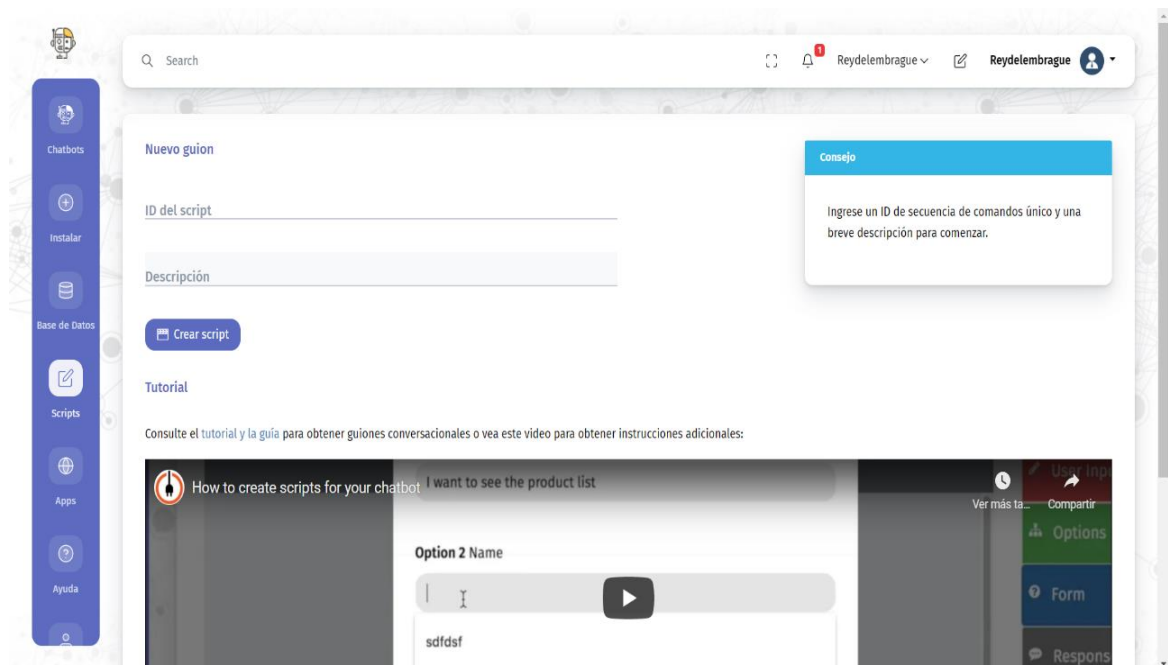 Search
1
Reydelembrague
Reydelembrague
Chatbots
Instalar
Base de Datos
Scripts
Apps
Ayuda
Nuevo guion
ID del script
Descripción
Crear script
Consejo
Ingrese un ID de secuencia de comandos único y una
breve descripción para comenzar.
Tutorial
Consulte el tutorial y la guía para obtener guiones conversacionales o vea este video para obtener instrucciones adicionales:
How to create scripts for your chatbot
I want to see the product list
Ver más ta...
Compartir
User Inp
Options
Option 2 Name
Form
sdfdsf
Respons